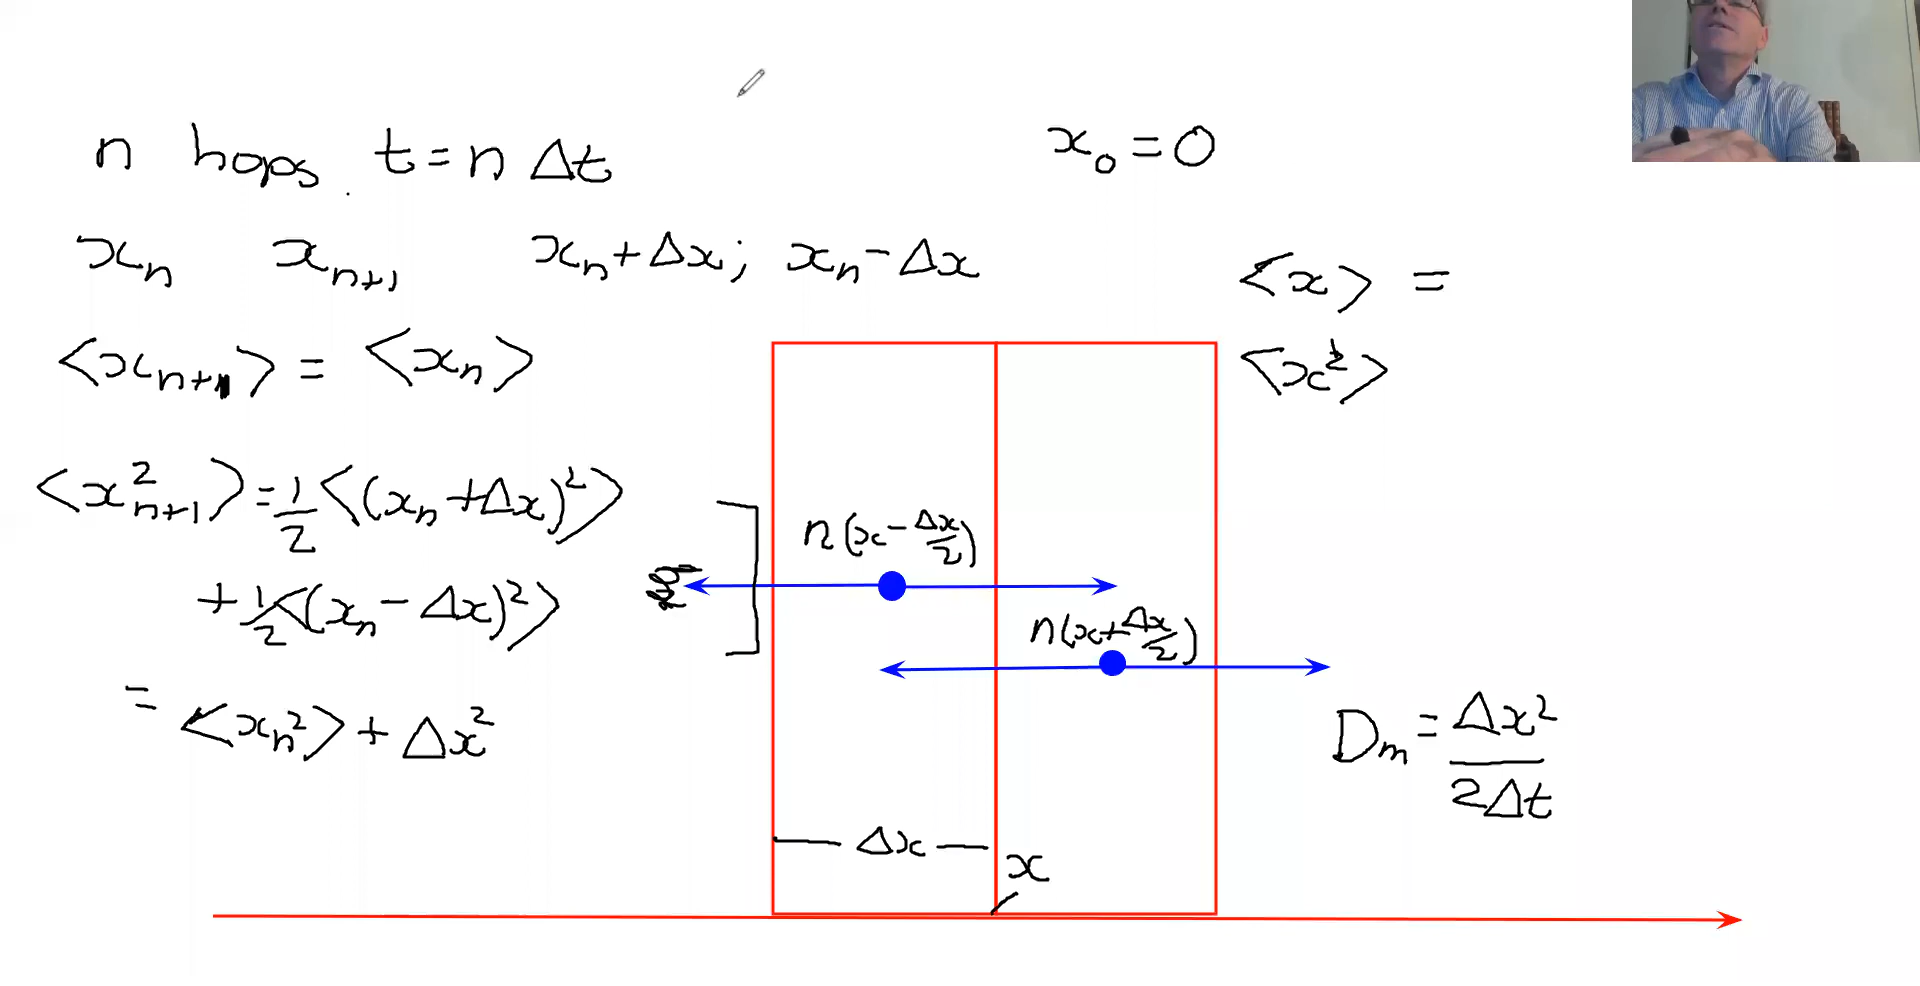 n hops. t = n Δt
x₀ = 0
xₙ xₙ₊₁ xₙ + Δx ; xₙ − Δx
<x> =
<x²>
<xₙ₊₁> = <xₙ>
<x²ₙ₊₁> = 1/2 <(xₙ + Δx)²>
+ 1/2 <(xₙ − Δx)²>
= <xₙ²> + Δx²
n(x − Δx/2)
n(x + Δx/2)
Dₘ = Δx²/2Δt
Δx
x